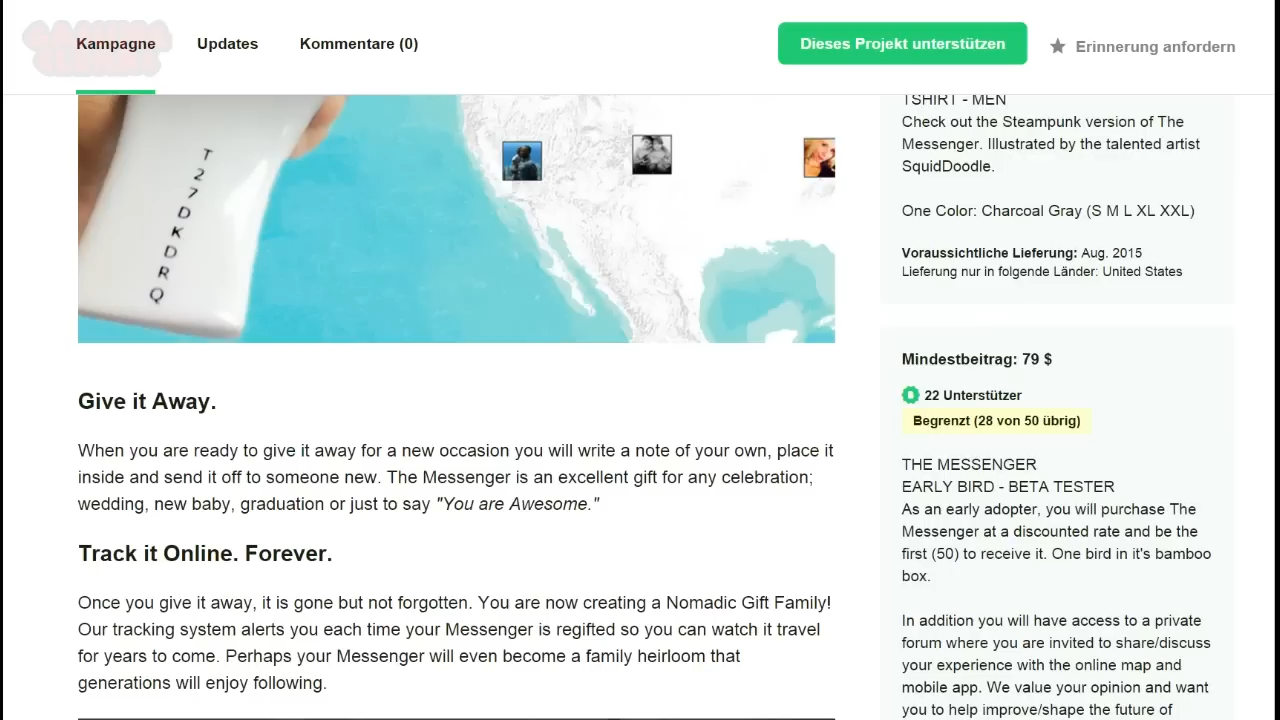 Kampagne
Updates
Kommentare (0)
Dieses Projekt unterstützen
Erinnerung anfordern
T27DKDRQ
Give it Away.
When you are ready to give it away for a new occasion you will write a note of your own, place it
inside and send it off to someone new. The Messenger is an excellent gift for any celebration;
wedding, new baby, graduation or just to say "You are Awesome."
Track it Online. Forever.
Once you give it away, it is gone but not forgotten. You are now creating a Nomadic Gift Family!
Our tracking system alerts you each time your Messenger is regifted so you can watch it travel
for years to come. Perhaps your Messenger will even become a family heirloom that
generations will enjoy following.
TSHIRT - MEN
Check out the Steampunk version of The
Messenger. Illustrated by the talented artist
SquidDoodle.
One Color: Charcoal Gray (S M L XL XXL)
Voraussichtliche Lieferung: Aug. 2015
Lieferung nur in folgende Länder: United States
Mindestbeitrag: 79 $
22 Unterstützer
Begrenzt (28 von 50 übrig)
THE MESSENGER
EARLY BIRD - BETA TESTER
As an early adopter, you will purchase The
Messenger at a discounted rate and be the
first (50) to receive it. One bird in it's bamboo
box.
In addition you will have access to a private
forum where you are invited to share/discuss
your experience with the online map and
mobile app. We value your opinion and want
you to help improve/shape the future of